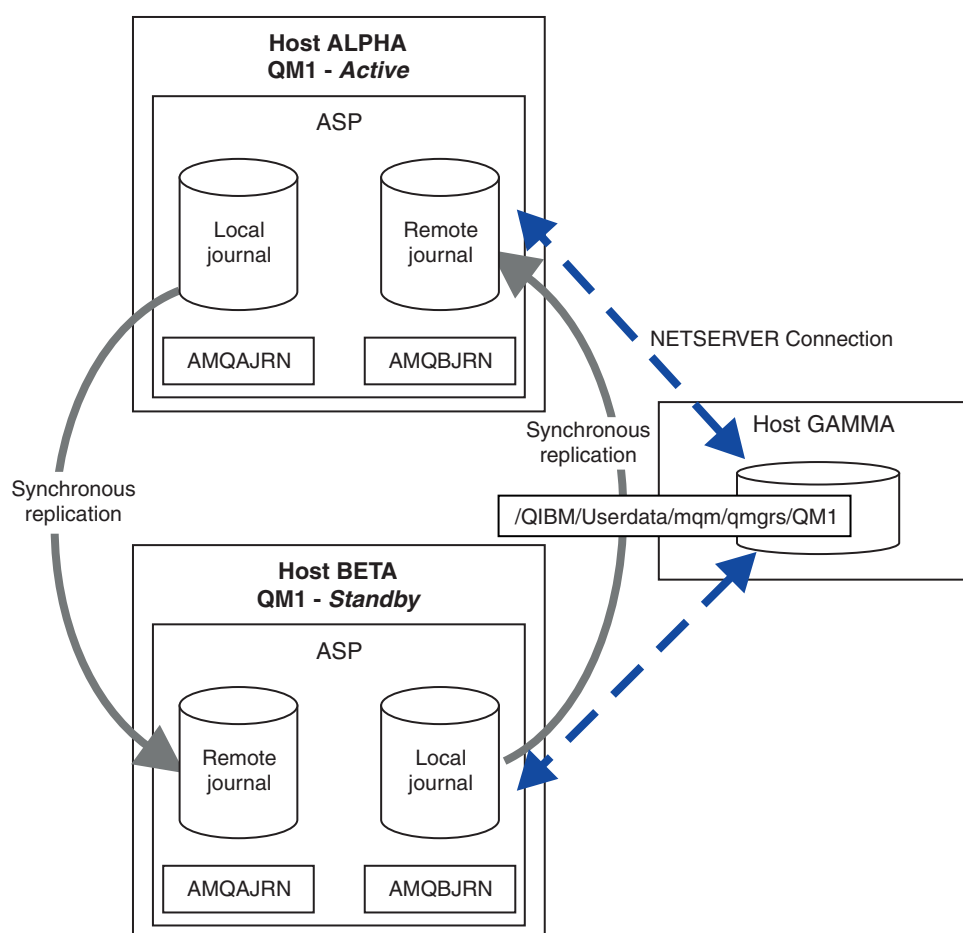 Host ALPHA
QM1 - Active
ASP
Local
journal
Remote
journal
AMQAJRN
AMQBJRN
NETSERVER Connection
Host GAMMA
/QIBM/Userdata/mqm/qmgrs/QM1
Synchronous
replication
Synchronous
replication
Host BETA
QM1 - Standby
ASP
Remote
journal
Local
journal
AMQAJRN
AMQBJRN